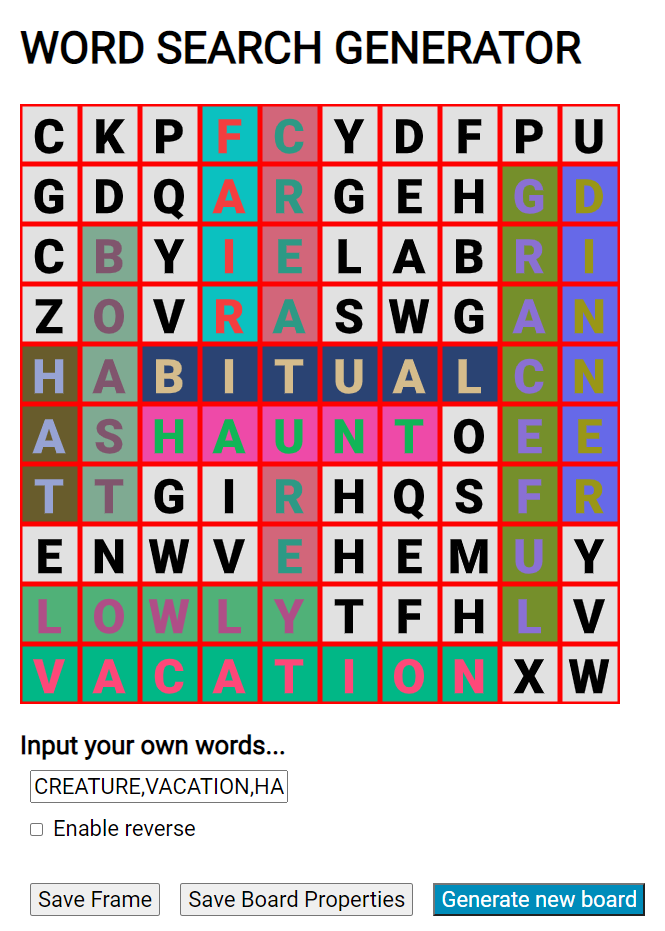 WORD SEARCH GENERATOR
C K P F C Y D F P U
G D Q A R G E H G D
C B Y I E L A B R I
Z O V R A S W G A N
H A B I T U A L C N
A S H A U N T O E E
T T G I R H Q S F R
E N W V E H E M U Y
L O W L Y T F H L V
V A C A T I O N X W
Input your own words...
CREATURE,VACATION,HA
Enable reverse
Save Frame Save Board Properties Generate new board